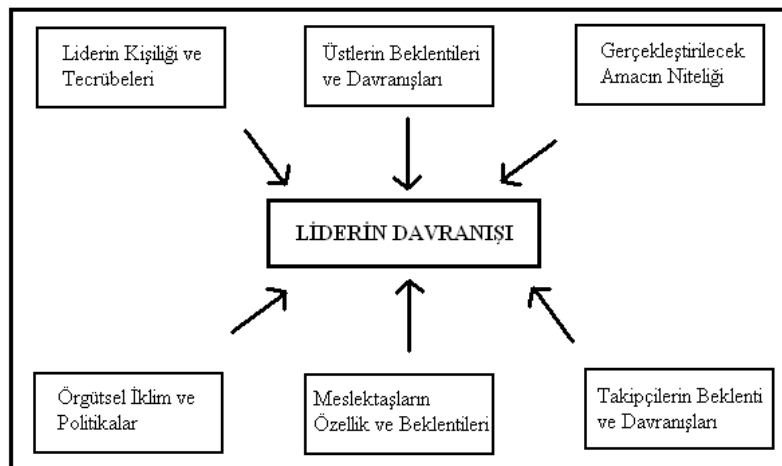 Liderin Kişiliği ve
Tecrübeleri
Üstlerin Beklentileri
ve Davranışları
Gerçekleştirilecek
Amacın Niteliği
LİDERİN DAVRANIŞI
Örgütsel İklim ve
Politikalar
Meslektaşların
Özellik ve Beklentileri
Takipçilerin Beklenti
ve Davranışları